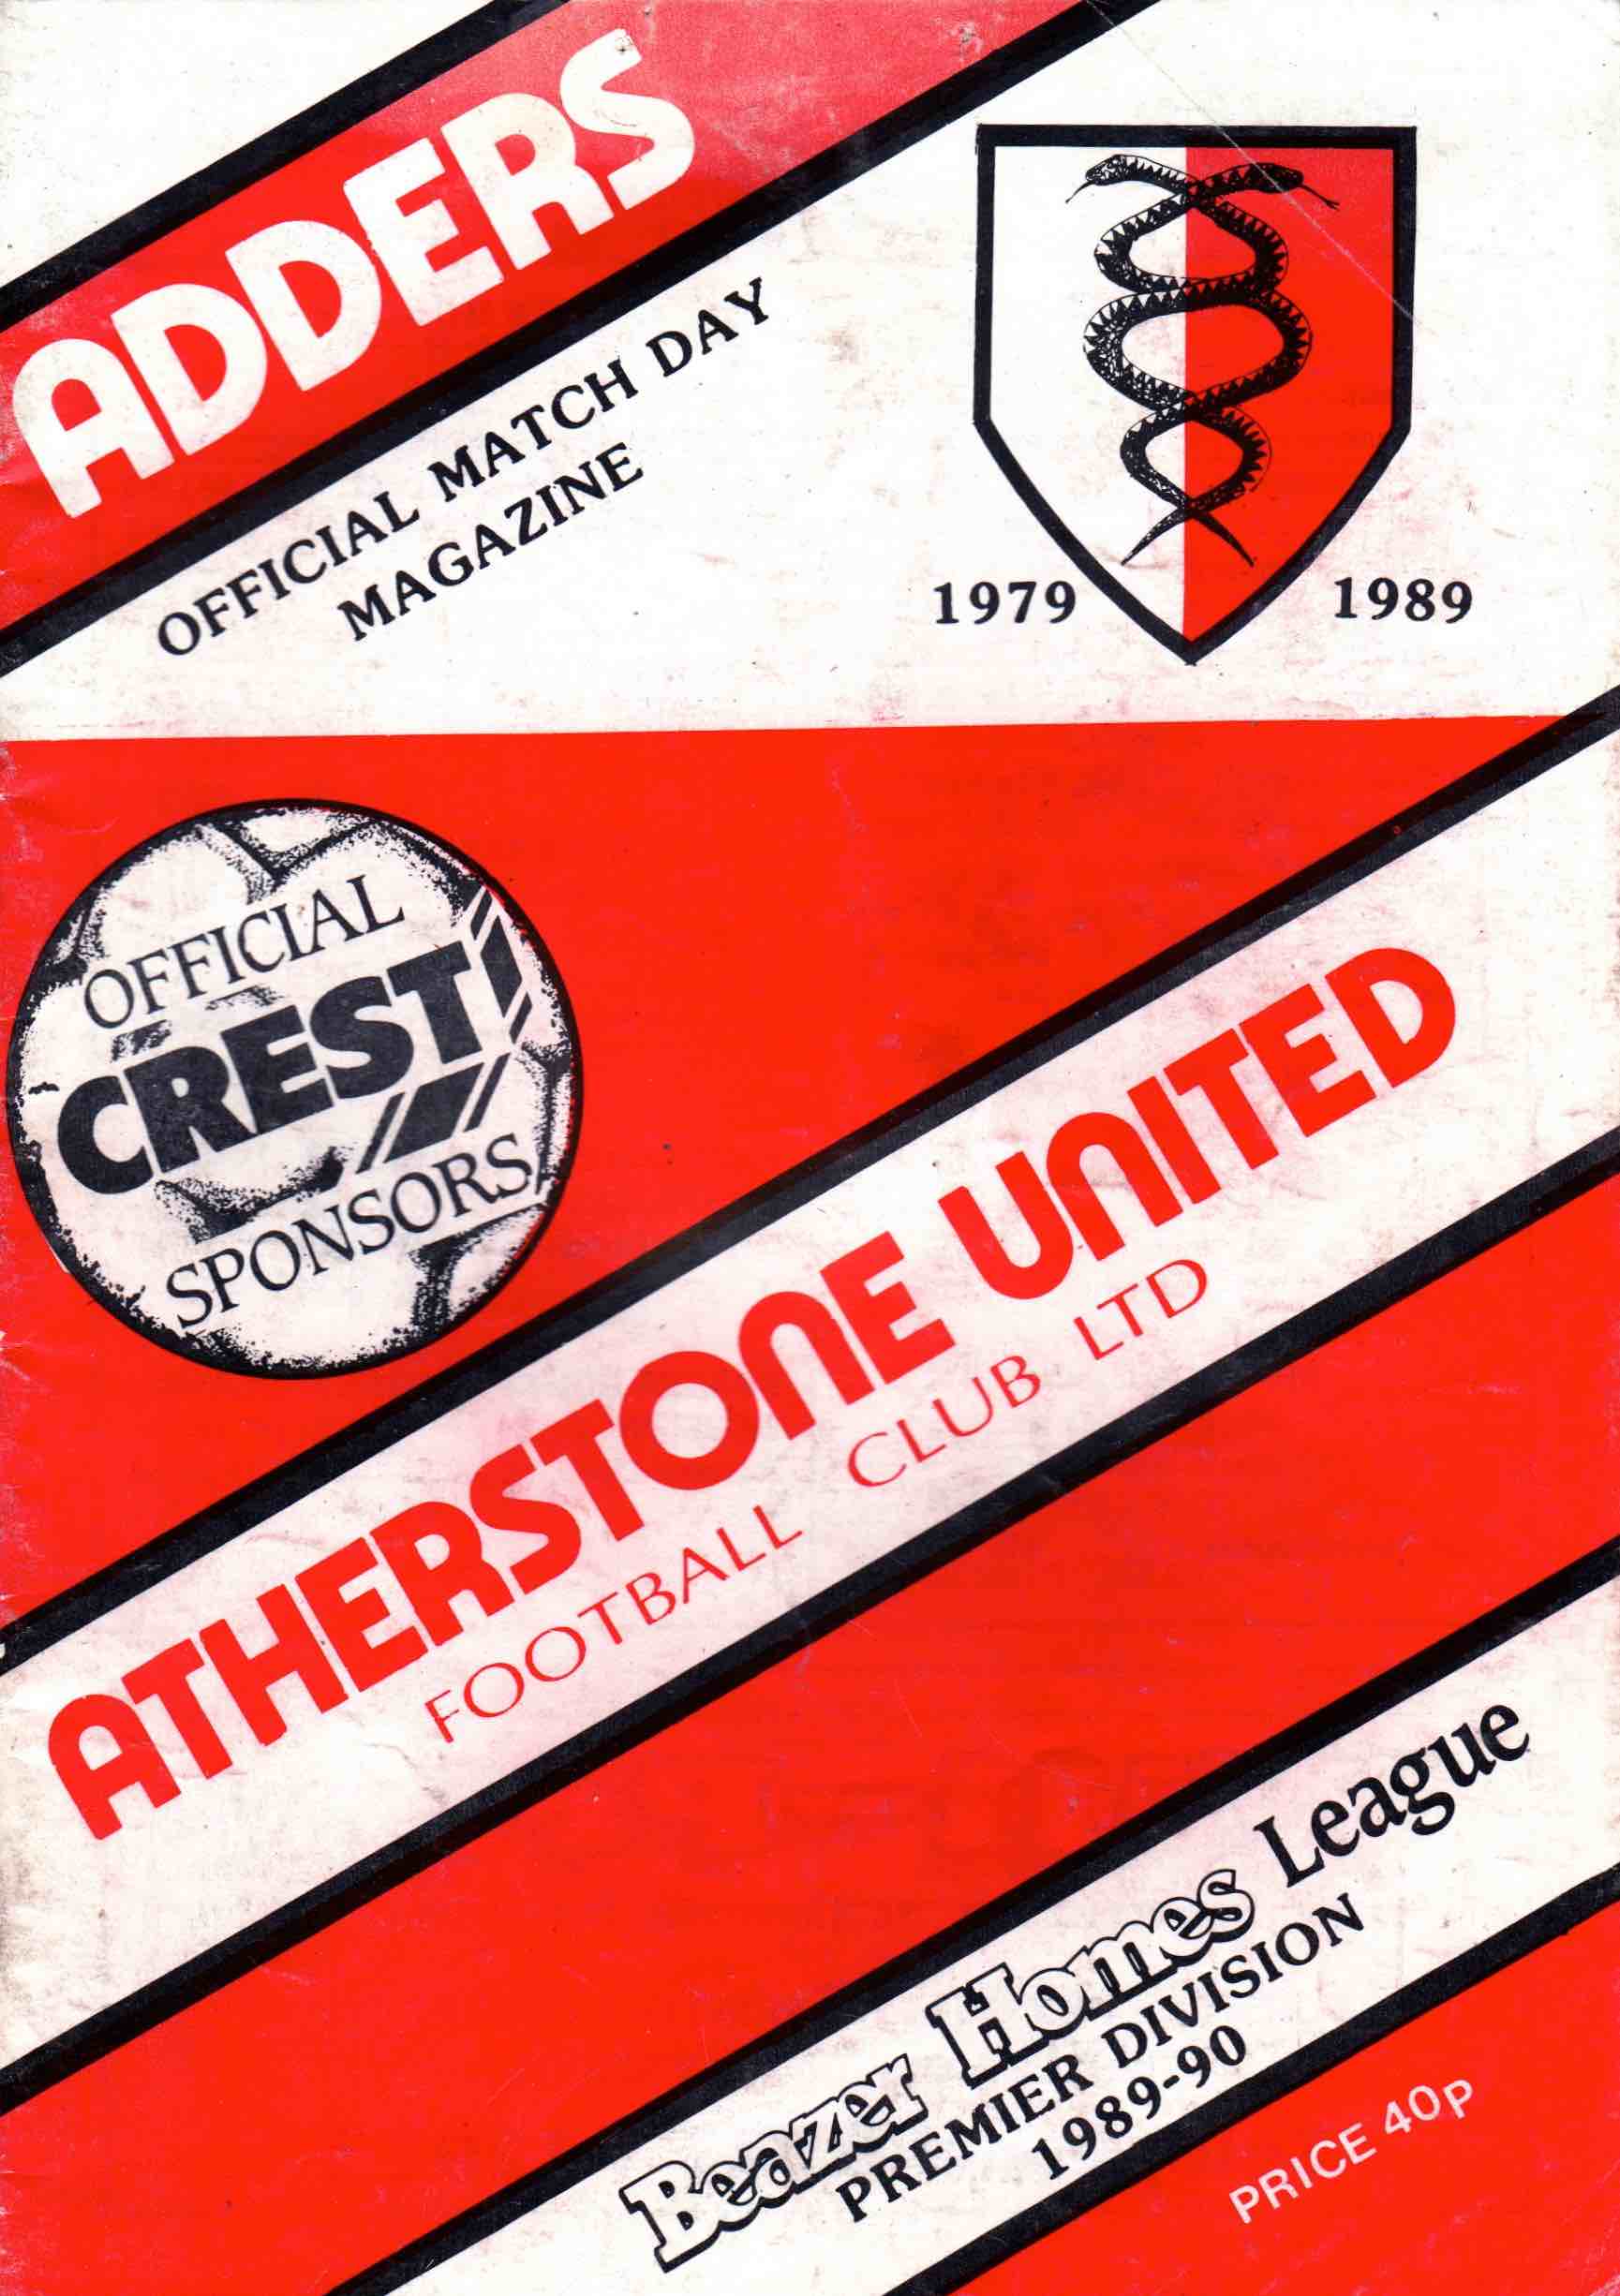 ADDERS
OFFICIAL MATCH DAY
MAGAZINE
1979 1989
OFFICIAL
CREST
SPONSORS
ATHERSTONE UNITED
FOOTBALL CLUB LTD
Beazer Homes League
PREMIER DIVISION
1989-90
PRICE 40p